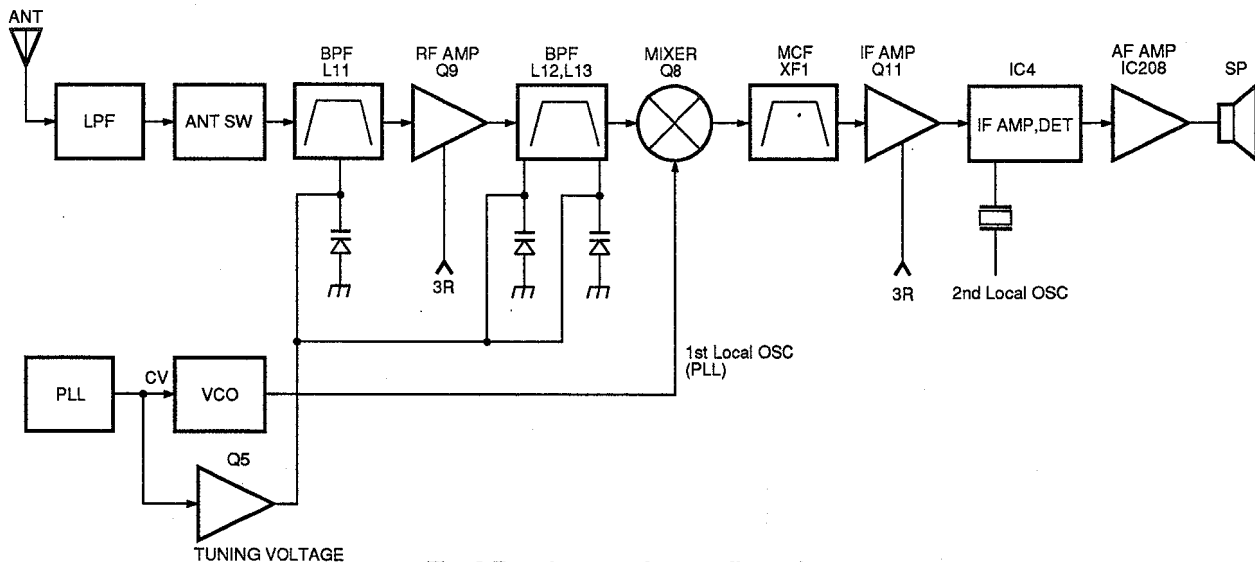 ANT
BPF
L11
RF AMP
Q9
BPF
L12,L13
MIXER
Q8
MCF
XF1
IF AMP
Q11
IC4
AF AMP
IC208
SP
LPF
ANT SW
IF AMP,DET
3R
3R
2nd Local OSC
1st Local OSC
(PLL)
PLL
CV
VCO
Q5
TUNING VOLTAGE